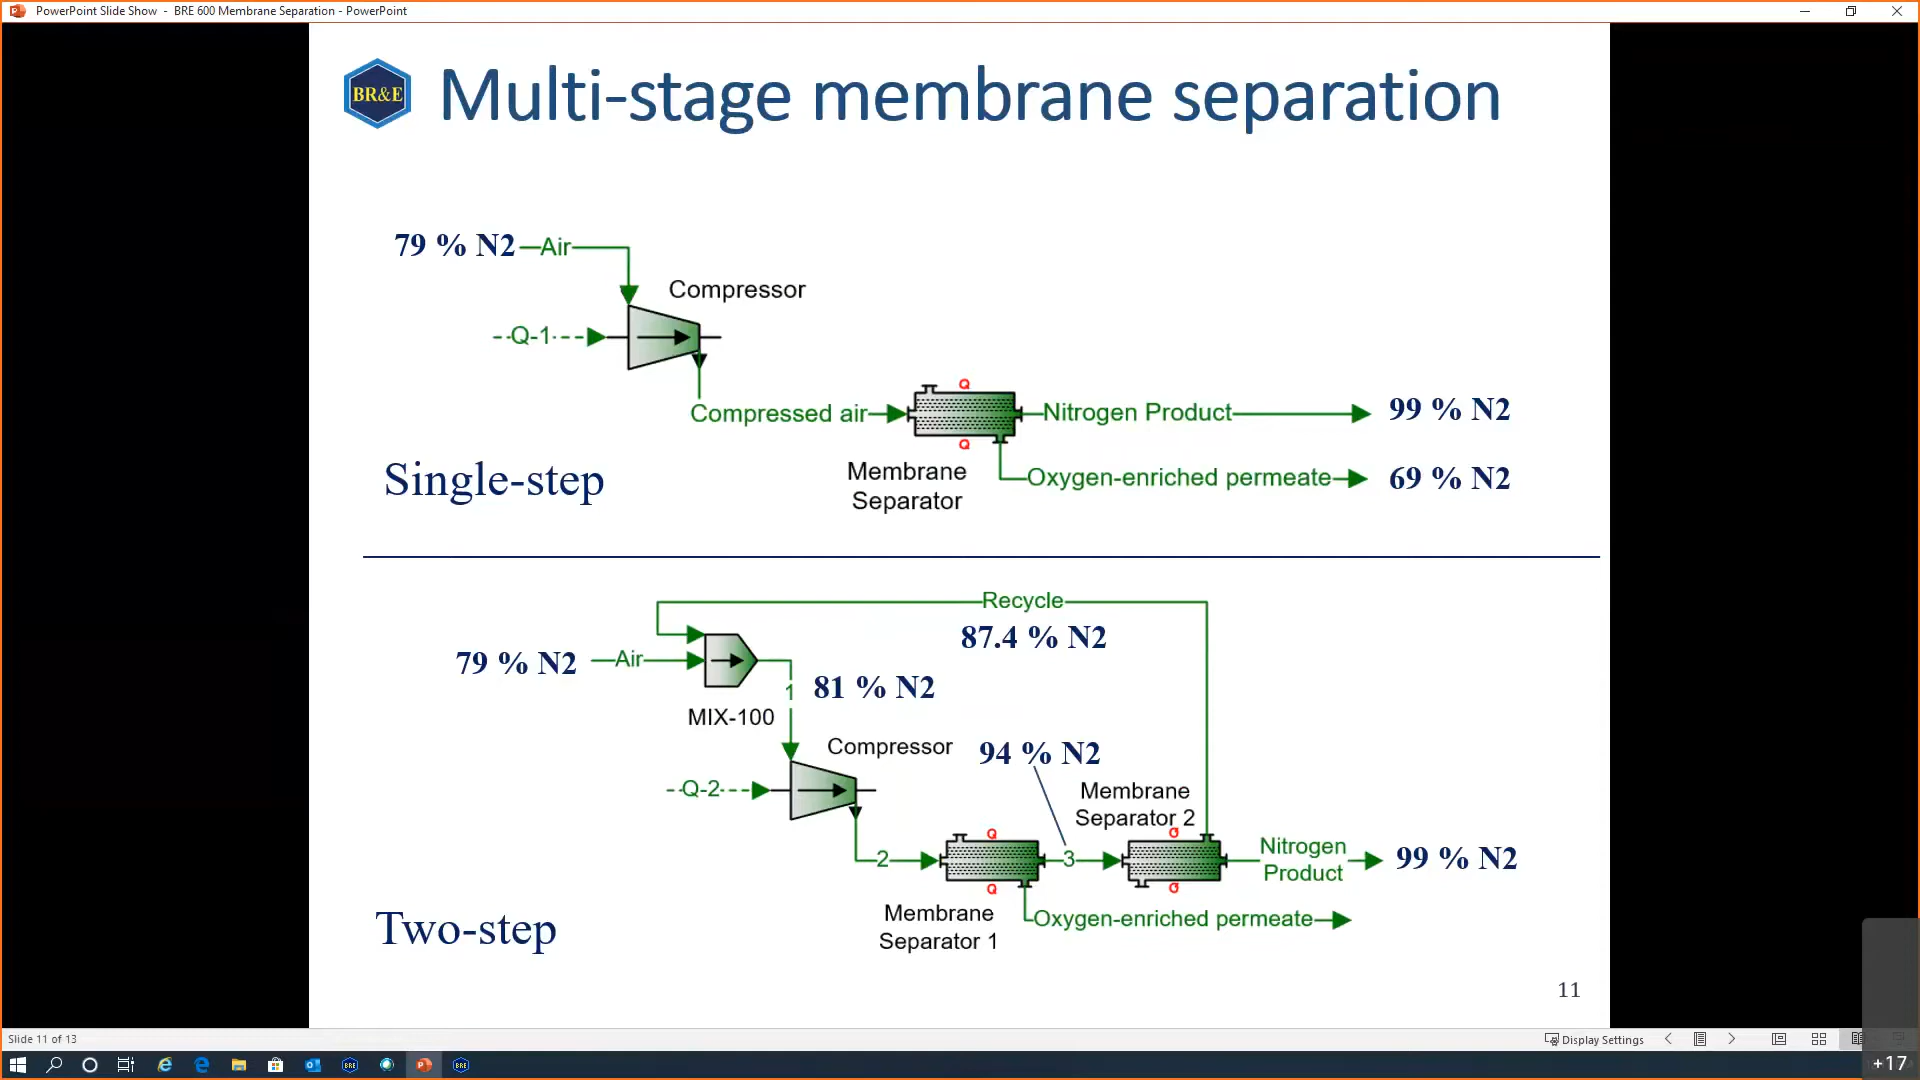 PowerPoint Slide Show - BRE 600 Membrane Separation - PowerPoint
BR&E
Multi-stage membrane separation
79 % N2
Air
Compressor
Q-1
Compressed air
Q
Q
Nitrogen Product
99 % N2
Single-step
Membrane
Separator
Oxygen-enriched permeate
69 % N2
Recycle
87.4 % N2
79 % N2
Air
1
81 % N2
MIX-100
Compressor
94 % N2
Q-2
Membrane
Separator 2
2
Q
Q
3
Q
Q
Nitrogen
Product
99 % N2
Two-step
Membrane
Separator 1
Oxygen-enriched permeate
11
Slide 11 of 13
Display Settings
BRE
BRE
+17